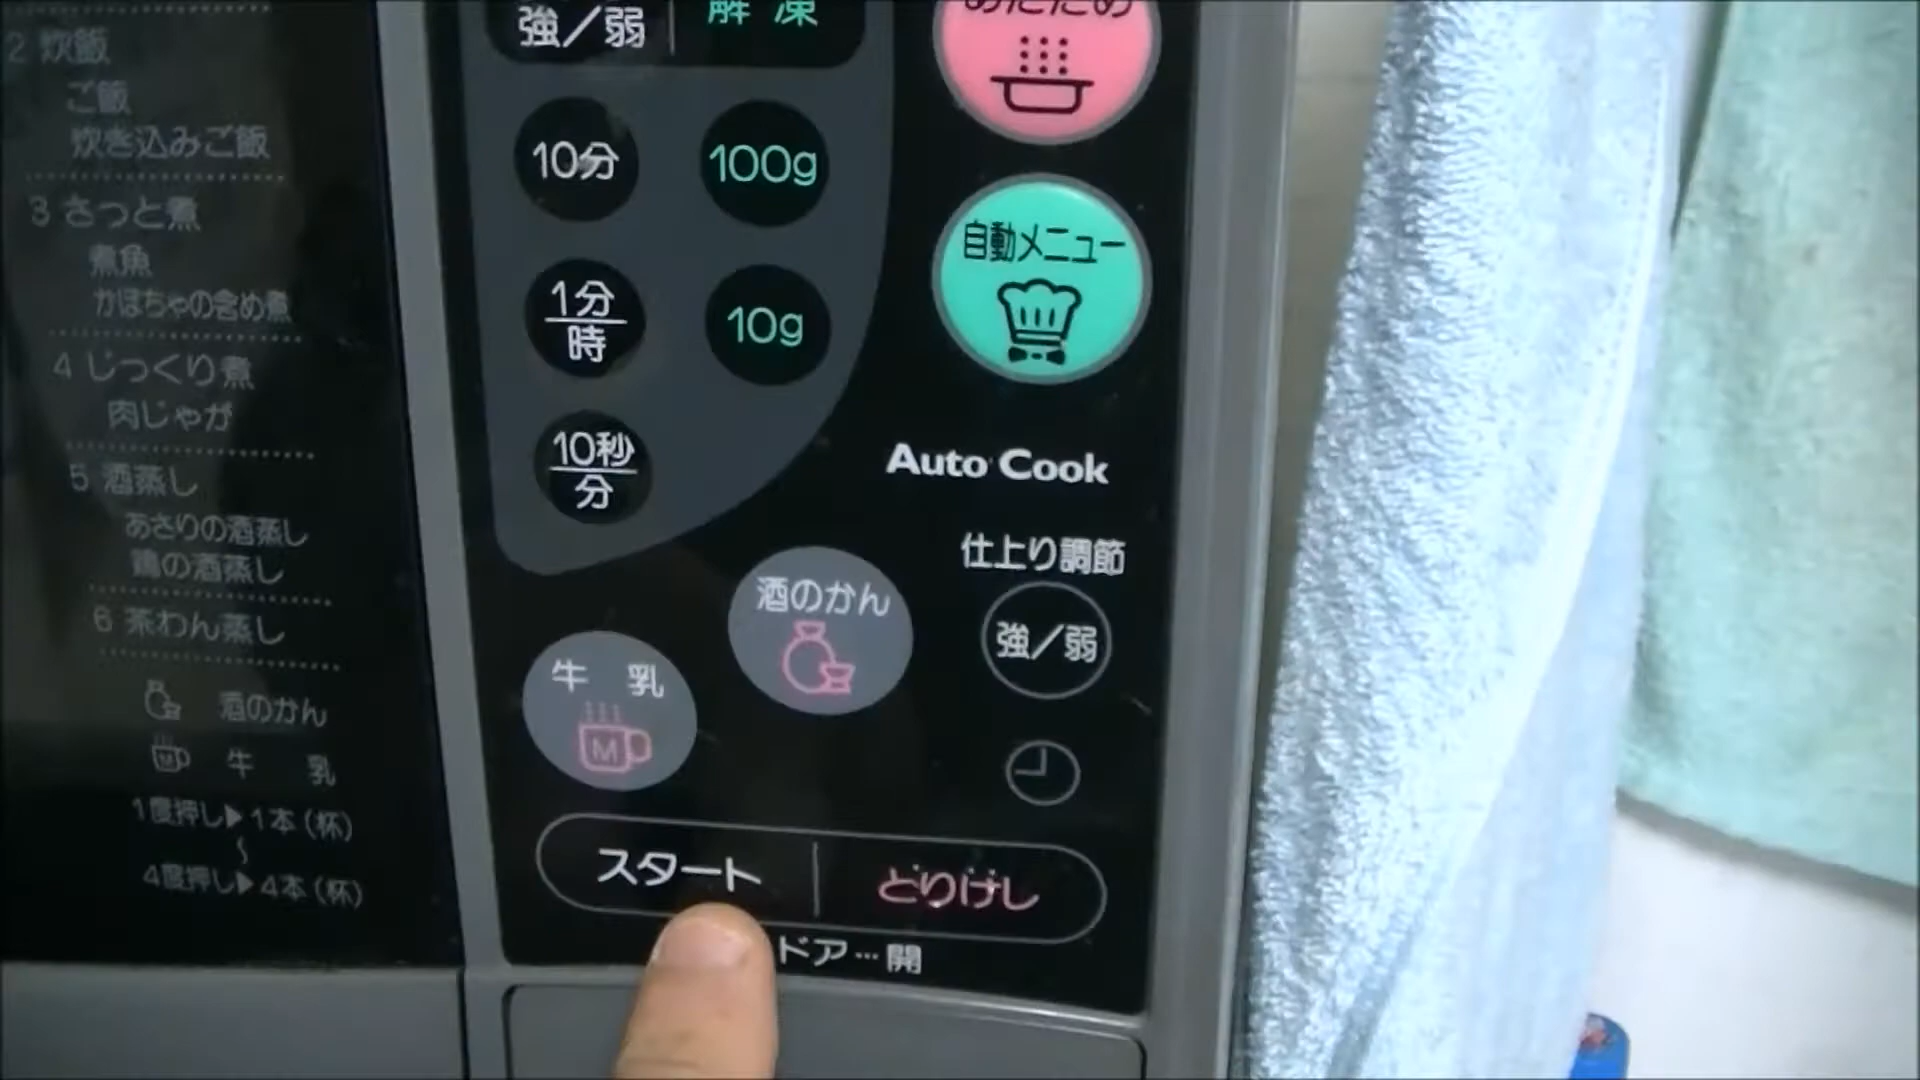 2 炊飯
ご飯
炊き込みご飯
3 さっと煮
煮魚
かぼちゃの含め煮
4 じっくり煮
肉じゃが
5 酒蒸し
あさりの酒蒸し
鶏の酒蒸し
6 茶わん蒸し
酒のかん
M 牛 乳
1度押し▶1本(杯)
〜
4度押し▶4本(杯)
強/弱
解 凍
あたため
10分
100g
自動メニュー
1分
時
10g
10秒
分
Auto Cook
仕上り調節
強/弱
酒のかん
牛 乳
M
スタート
とりけし
ドア…開